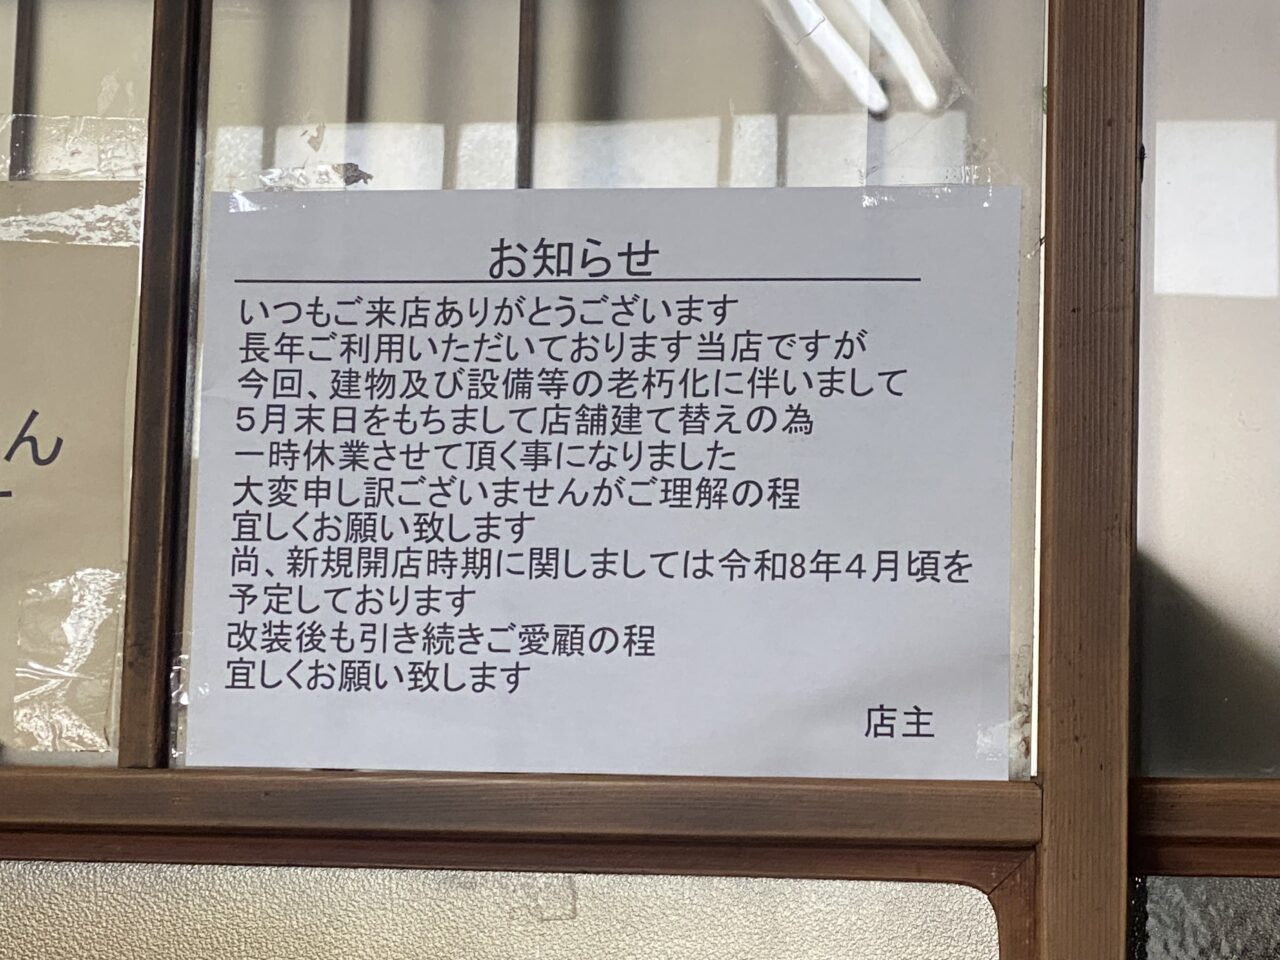 お知らせ
いつもご来店ありがとうございます
長年ご利用いただいております当店ですが
今回、建物及び設備等の老朽化に伴いまして
５月末日をもちまして店舗建て替えの為
一時休業させて頂く事になりました
大変申し訳ございませんがご理解の程
宜しくお願い致します
尚、新規開店時期に関しましては令和8年４月頃を
予定しております
改装後も引き続きご愛顧の程
宜しくお願い致します
店主
ん